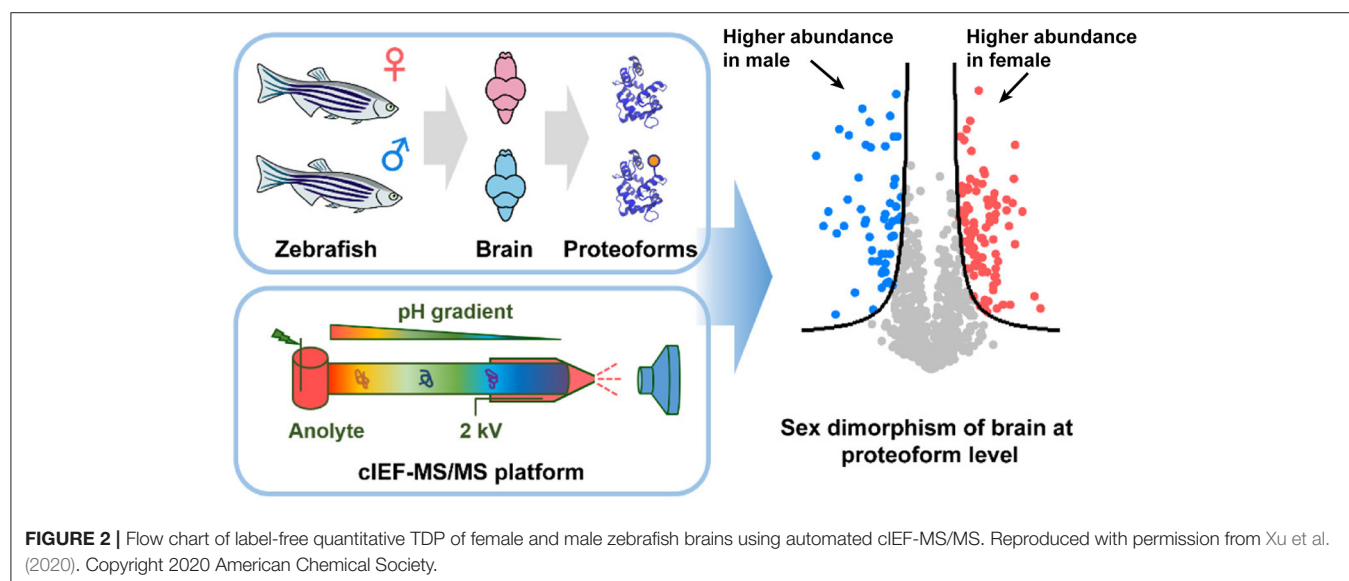 Higher abundance
in male
Higher abundance
in female
♀
♂
Zebrafish
Brain
Proteoforms
pH gradient
Anolyte
2 kV
cIEF-MS/MS platform
Sex dimorphism of brain at
proteoform level
FIGURE 2 | Flow chart of label-free quantitative TDP of female and male zebrafish brains using automated cIEF-MS/MS. Reproduced with permission from Xu et al.
(2020). Copyright 2020 American Chemical Society.